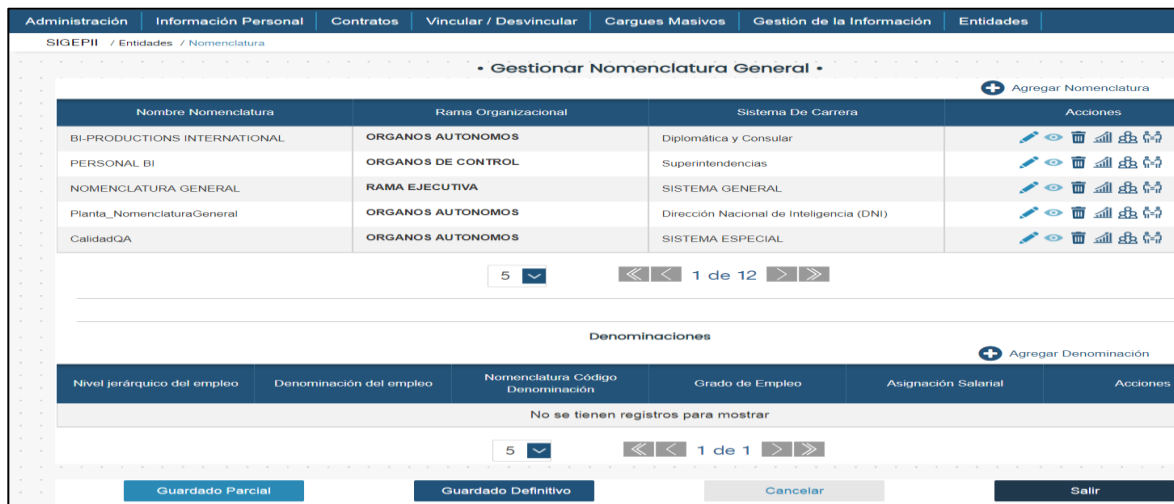 Administración Información Personal Contratos Vincular / Desvincular Cargues Masivos Gestión de la Información Entidades
SIGEPII / Entidades / Nomenclatura
• Gestionar Nomenclatura General •
Agregar Nomenclatura
Nombre Nomenclatura Rama Organizacional Sistema De Carrera Acciones
BI-PRODUCTIONS INTERNATIONAL ORGANOS AUTONOMOS Diplomática y Consular
PERSONAL BI ORGANOS DE CONTROL Superintendencias
NOMENCLATURA GENERAL RAMA EJECUTIVA SISTEMA GENERAL
Planta_NomenclaturaGeneral ORGANOS AUTONOMOS Dirección Nacional de Inteligencia (DNI)
CalidadQA ORGANOS AUTONOMOS SISTEMA ESPECIAL
5 1 de 12
Denominaciones
Agregar Denominación
Nivel jerárquico del empleo Denominación del empleo Nomenclatura Código Denominación Grado de Empleo Asignación Salarial Acciones
No se tienen registros para mostrar
5 1 de 1
Guardado Parcial Guardado Definitivo Cancelar Salir